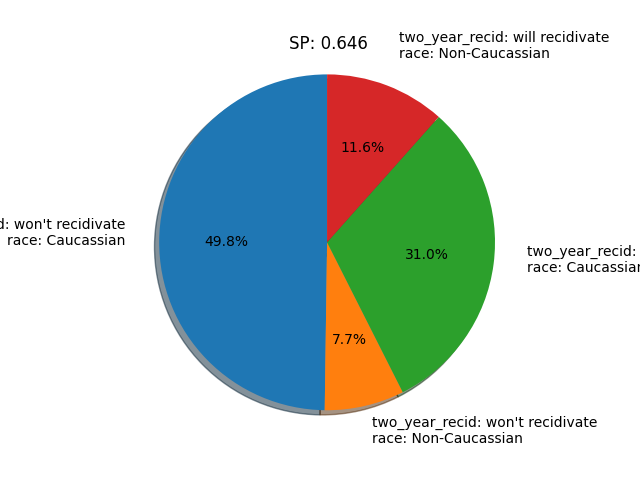 SP: 0.646
two_year_recid: will recidivate
race: Non-Caucassian
11.6%
d: won't recidivate
race: Caucassian
49.8%
31.0%
two_year_recid:
race: Caucassian
7.7%
two_year_recid: won't recidivate
race: Non-Caucassian